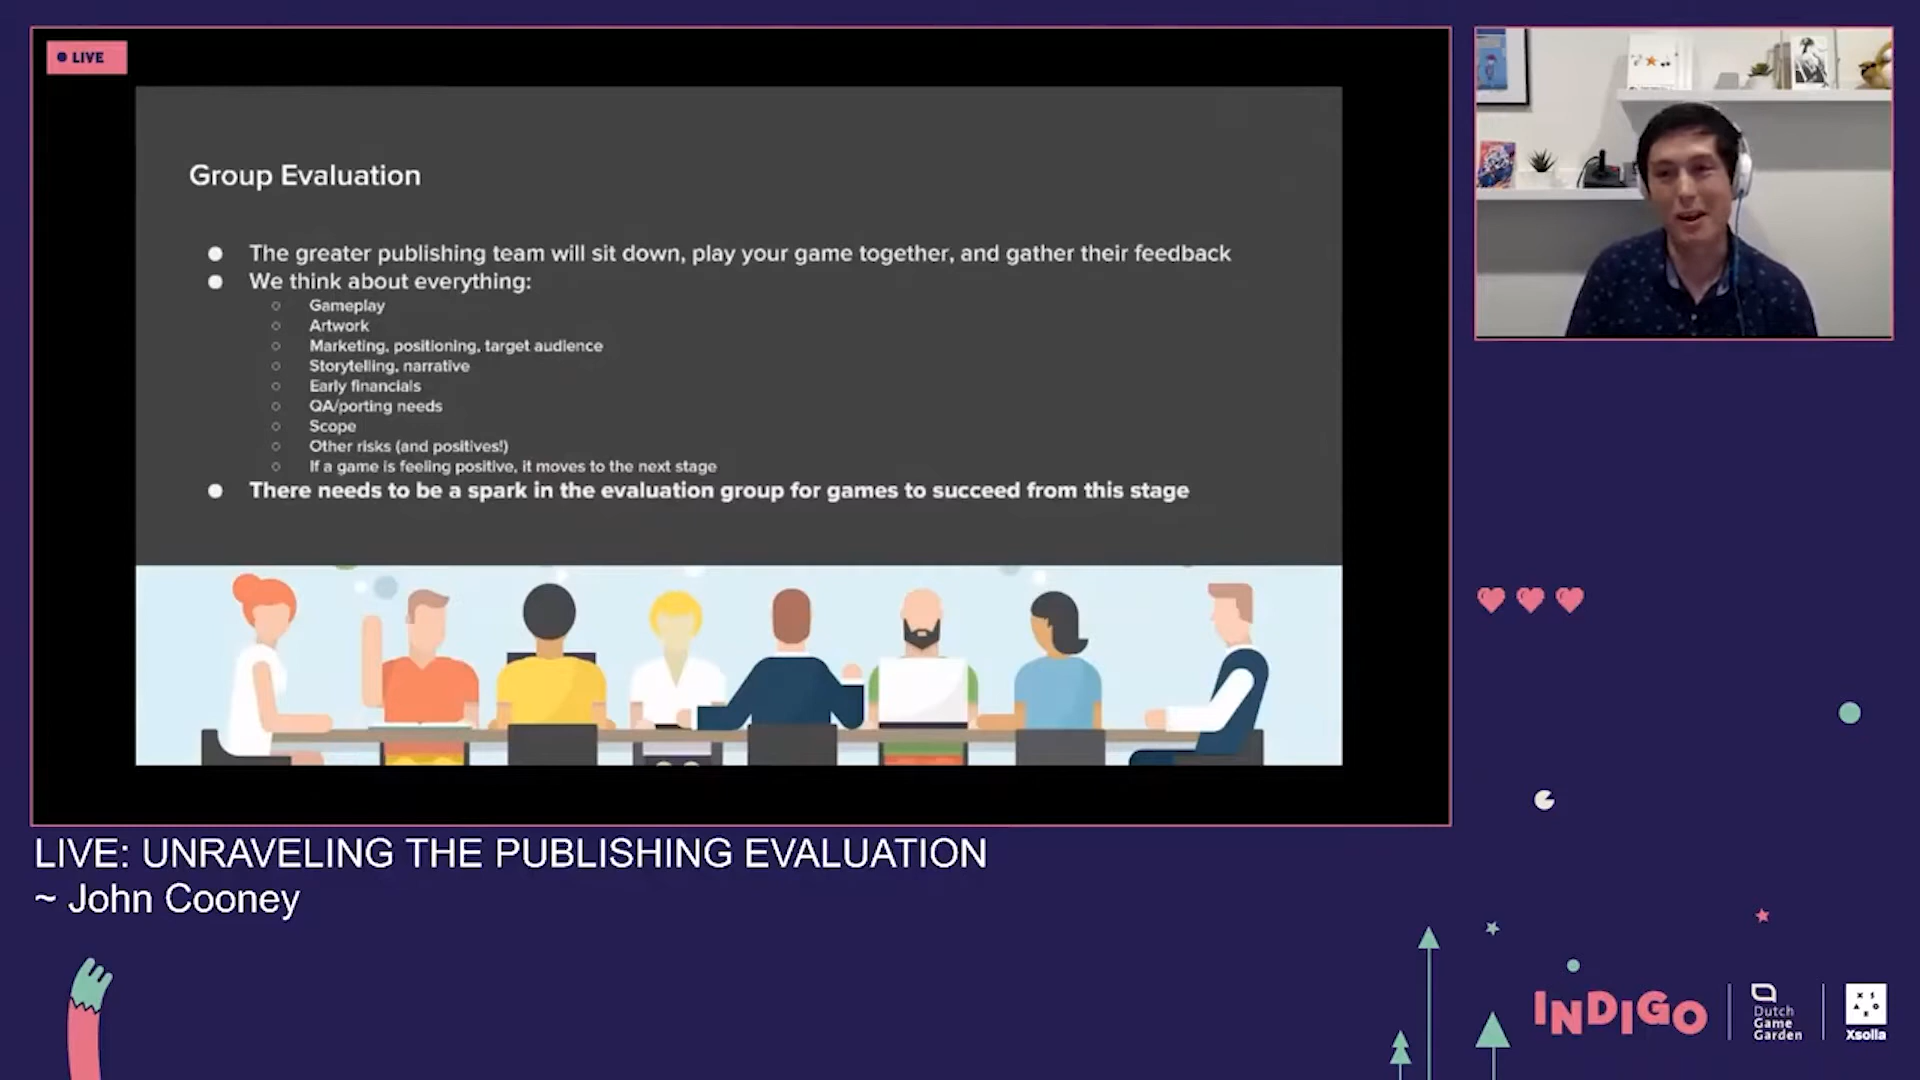 LIVE
Group Evaluation
The greater publishing team will sit down, play your game together, and gather their feedback
We think about everything:
Gameplay
Artwork
Marketing, positioning, target audience
Storytelling, narrative
Early financials
QA/porting needs
Scope
Other risks (and positives!)
If a game is feeling positive, it moves to the next stage
There needs to be a spark in the evaluation group for games to succeed from this stage
LIVE: UNRAVELING THE PUBLISHING EVALUATION
~ John Cooney
INDIGO
Dutch
Game
Garden
Xsolla